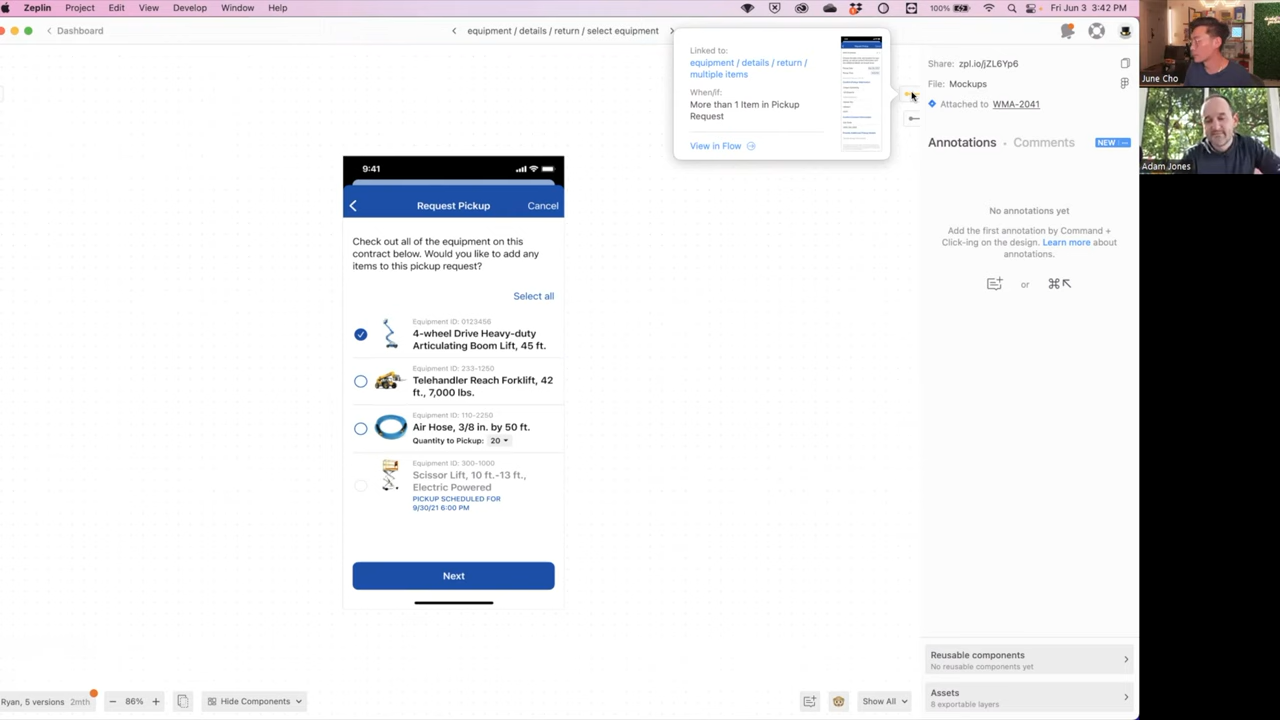 Zeplin Project Edit View Develop Window Help 100% Fri Jun 3 3:42 PM
Dashboard
equipment / details / return / select equipment
Linked to:
equipment / details / return /
multiple items
When/if:
More than 1 Item in Pickup
Request
View in Flow
Share: zpl.io/jZL6Yp6
File: Mockups
Attached to WMA-2041
Annotations · Comments NEW
No annotations yet
Add the first annotation by Command +
Click-ing on the design. Learn more about
annotations.
or
9:41
Request Pickup Cancel
Check out all of the equipment on this
contract below. Would you like to add any
items to this pickup request?
Select all
Equipment ID: 0123456
4-wheel Drive Heavy-duty
Articulating Boom Lift, 45 ft.
Equipment ID: 233-1250
Telehandler Reach Forklift, 42
ft., 7,000 lbs.
Equipment ID: 110-2250
Air Hose, 3/8 in. by 50 ft.
Quantity to Pickup: 20
Equipment ID: 300-1000
Scissor Lift, 10 ft.-13 ft.,
Electric Powered
PICKUP SCHEDULED FOR
9/30/21 6:00 PM
Next
Reusable components
No reusable components yet
Assets
8 exportable layers
Ryan, 5 versions 2mth
86%
Hide Components
Show All
June Cho
Adam Jones